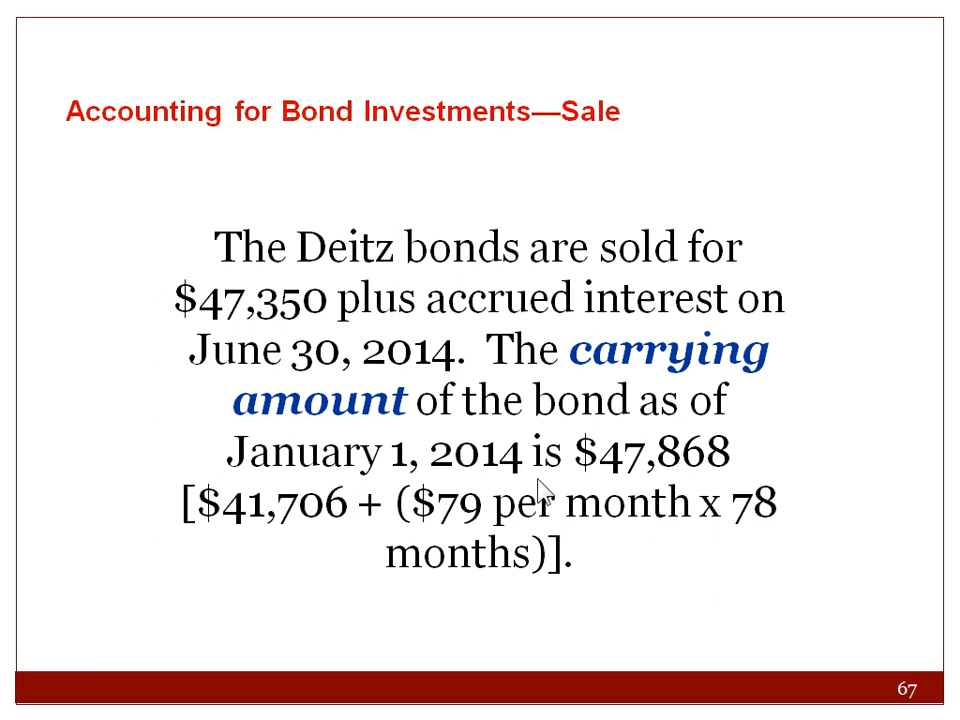 Accounting for Bond Investments—Sale
The Deitz bonds are sold for
$47,350 plus accrued interest on
June 30, 2014.  The carrying
amount of the bond as of
January 1, 2014 is $47,868
[$41,706 + ($79 per month x 78
months)].
67